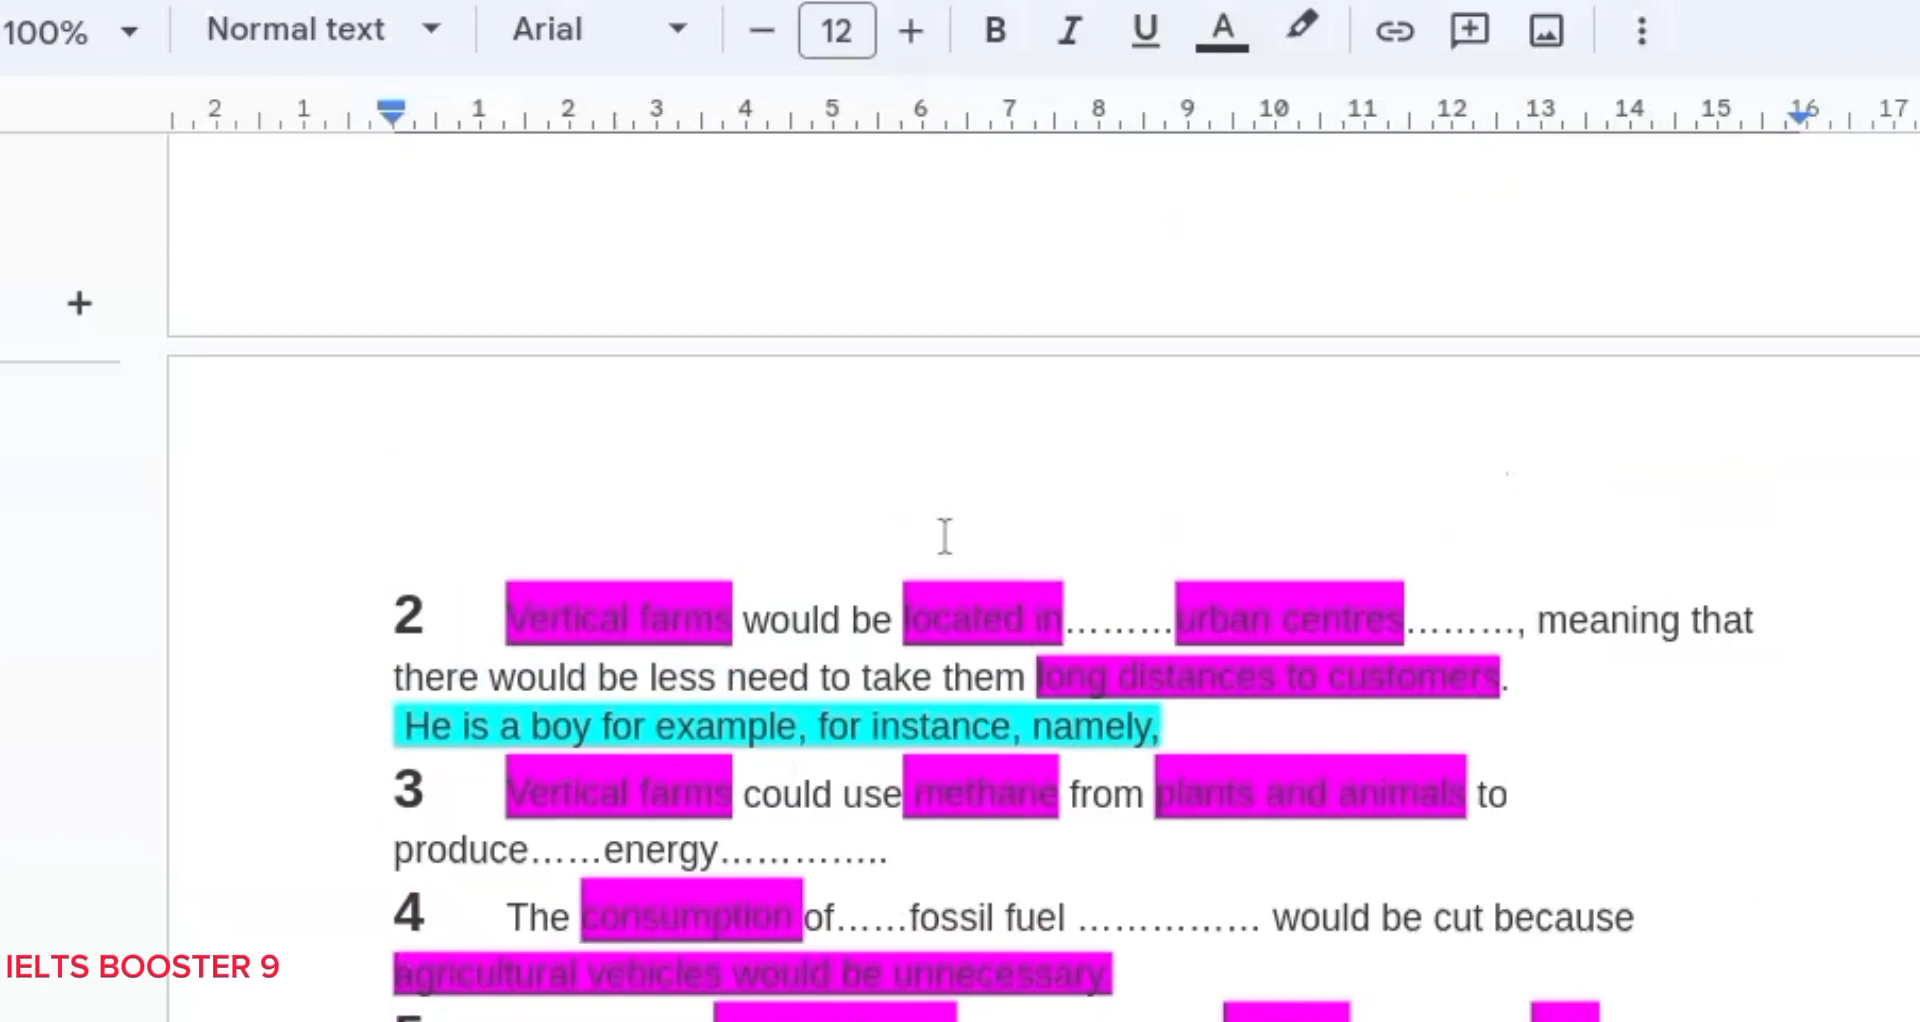 100% Normal text Arial − 12 + B I U A
2 1 1 2 3 4 5 6 7 8 9 10 11 12 13 14 15 16 17
+
2 Vertical farms would be located in………urban centres………, meaning that
there would be less need to take them long distances to customers.
He is a boy for example, for instance, namely,
3 Vertical farms could use methane from plants and animals to
produce……energy…………..
4 The consumption of……fossil fuel …………… would be cut because
agricultural vehicles would be unnecessary.
IELTS BOOSTER 9